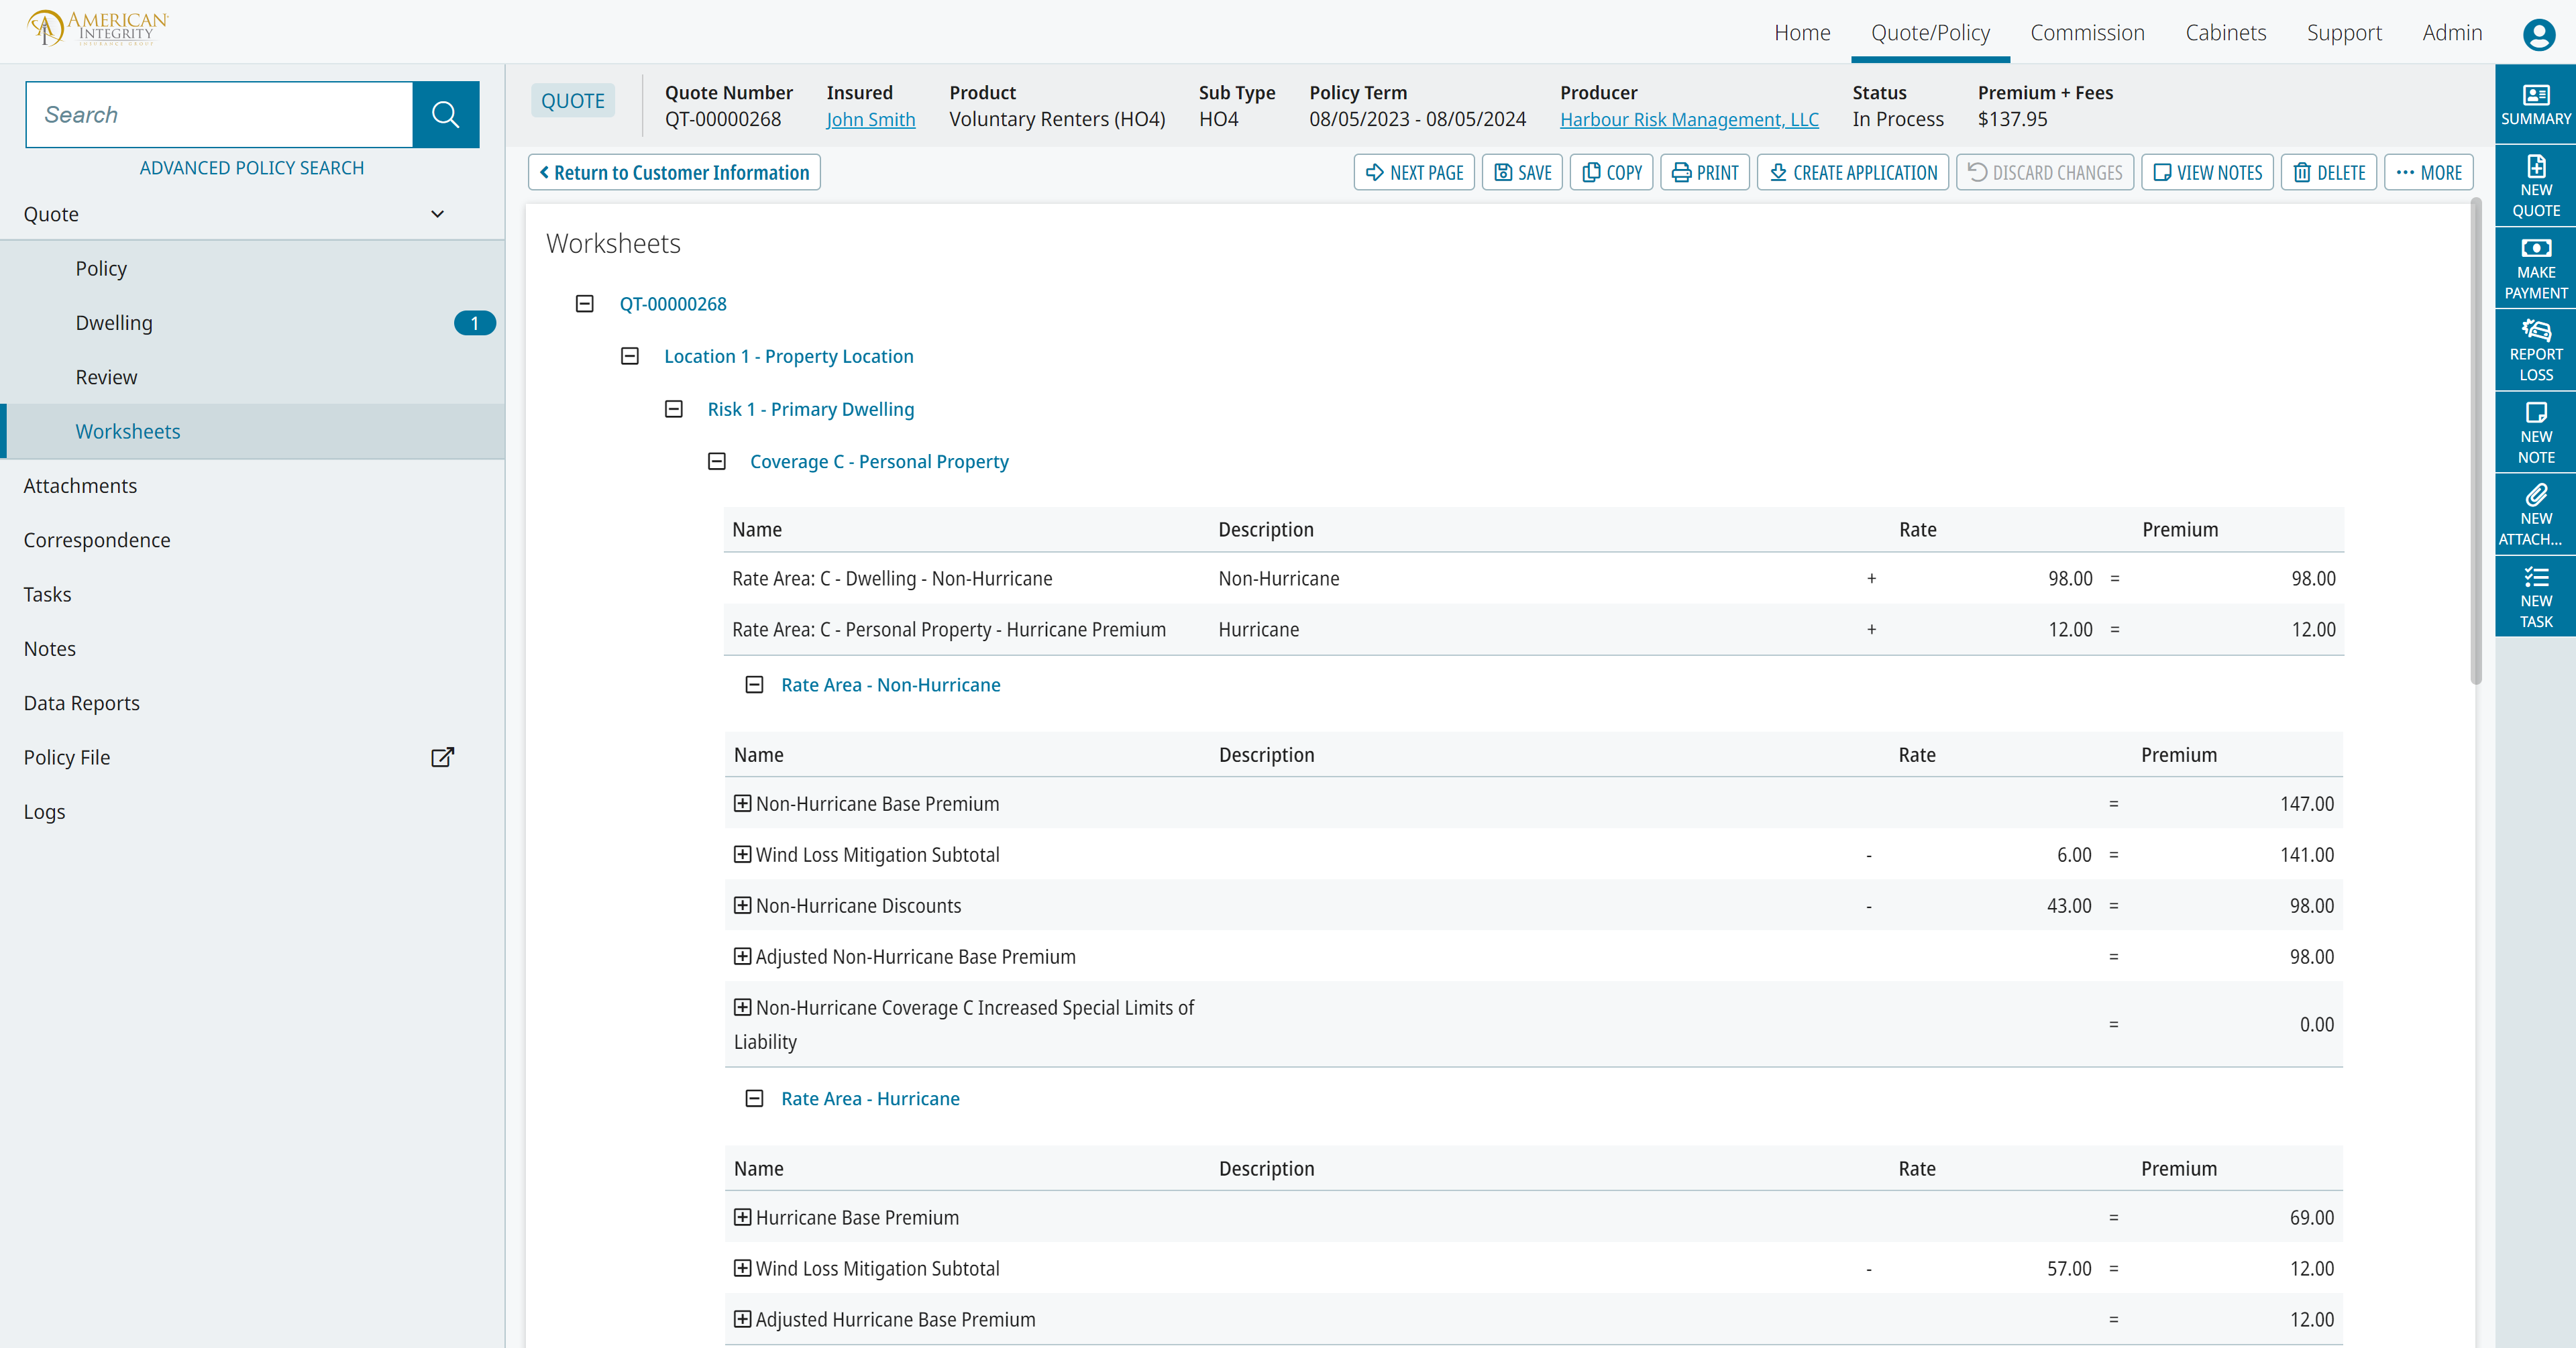 AMERICAN
INTEGRITY
INSURANCE GROUP
Home
Quote/Policy
Commission
Cabinets
Support
Admin
Search
ADVANCED POLICY SEARCH
Quote
Policy
Dwelling
1
Review
Worksheets
Attachments
Correspondence
Tasks
Notes
Data Reports
Policy File
Logs
QUOTE
Quote Number
QT-00000268
Insured
John Smith
Product
Voluntary Renters (HO4)
Sub Type
HO4
Policy Term
08/05/2023 - 08/05/2024
Producer
Harbour Risk Management, LLC
Status
In Process
Premium + Fees
$137.95
Return to Customer Information
NEXT PAGE
SAVE
COPY
PRINT
CREATE APPLICATION
DISCARD CHANGES
VIEW NOTES
DELETE
MORE
Worksheets
QT-00000268
Location 1 - Property Location
Risk 1 - Primary Dwelling
Coverage C - Personal Property
Name Description Rate Premium
Rate Area: C - Dwelling - Non-Hurricane Non-Hurricane + 98.00 = 98.00
Rate Area: C - Personal Property - Hurricane Premium Hurricane + 12.00 = 12.00
Rate Area - Non-Hurricane
Name Description Rate Premium
Non-Hurricane Base Premium = 147.00
Wind Loss Mitigation Subtotal - 6.00 = 141.00
Non-Hurricane Discounts - 43.00 = 98.00
Adjusted Non-Hurricane Base Premium = 98.00
Non-Hurricane Coverage C Increased Special Limits of
Liability = 0.00
Rate Area - Hurricane
Name Description Rate Premium
Hurricane Base Premium = 69.00
Wind Loss Mitigation Subtotal - 57.00 = 12.00
Adjusted Hurricane Base Premium = 12.00
SUMMARY
NEW
QUOTE
MAKE
PAYMENT
REPORT
LOSS
NEW
NOTE
NEW
ATTACH...
NEW
TASK